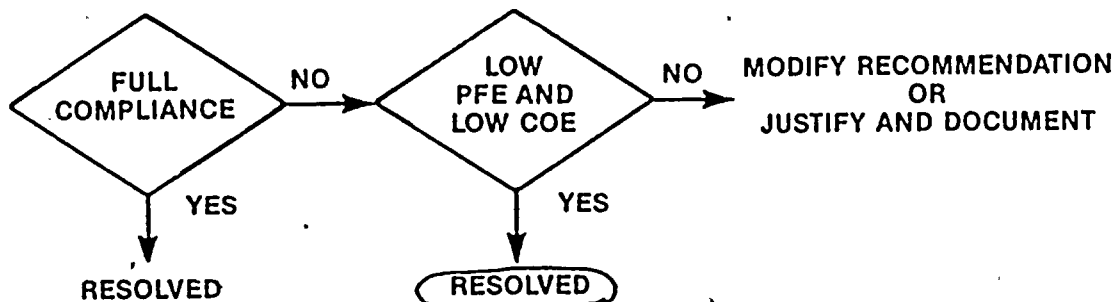 FULL
COMPLIANCE
NO
LOW
PFE AND
LOW COE
NO
MODIFY RECOMMENDATION
OR
JUSTIFY AND DOCUMENT
YES
YES
RESOLVED
RESOLVED